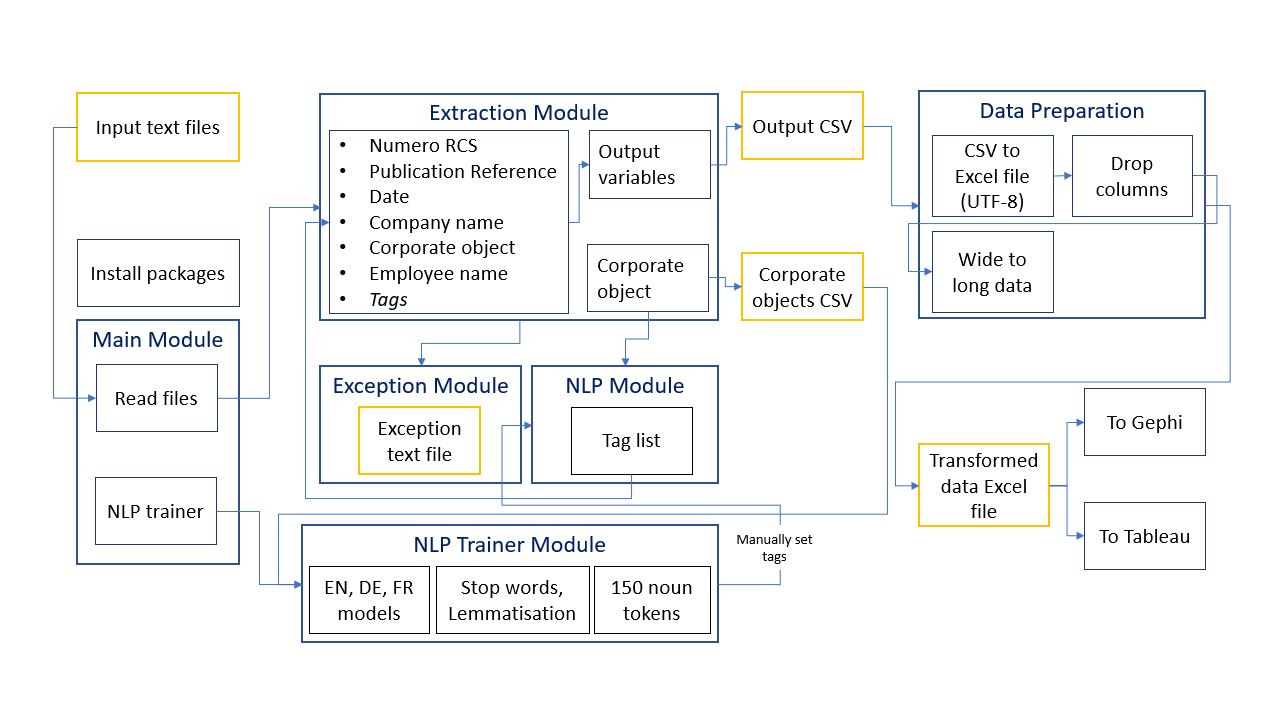 Input text files
Install packages
Main Module
Read files
NLP trainer
Extraction Module
• Numero RCS
• Publication Reference
• Date
• Company name
• Corporate object
• Employee name
• Tags
Output
variables
Corporate
object
Output CSV
Corporate
objects CSV
Data Preparation
CSV to
Excel file
(UTF-8)
Drop
columns
Wide to
long data
Exception Module
Exception
text file
NLP Module
Tag list
NLP Trainer Module
EN, DE, FR
models
Stop words,
Lemmatisation
150 noun
tokens
Manually set
tags
Transformed
data Excel
file
To Gephi
To Tableau